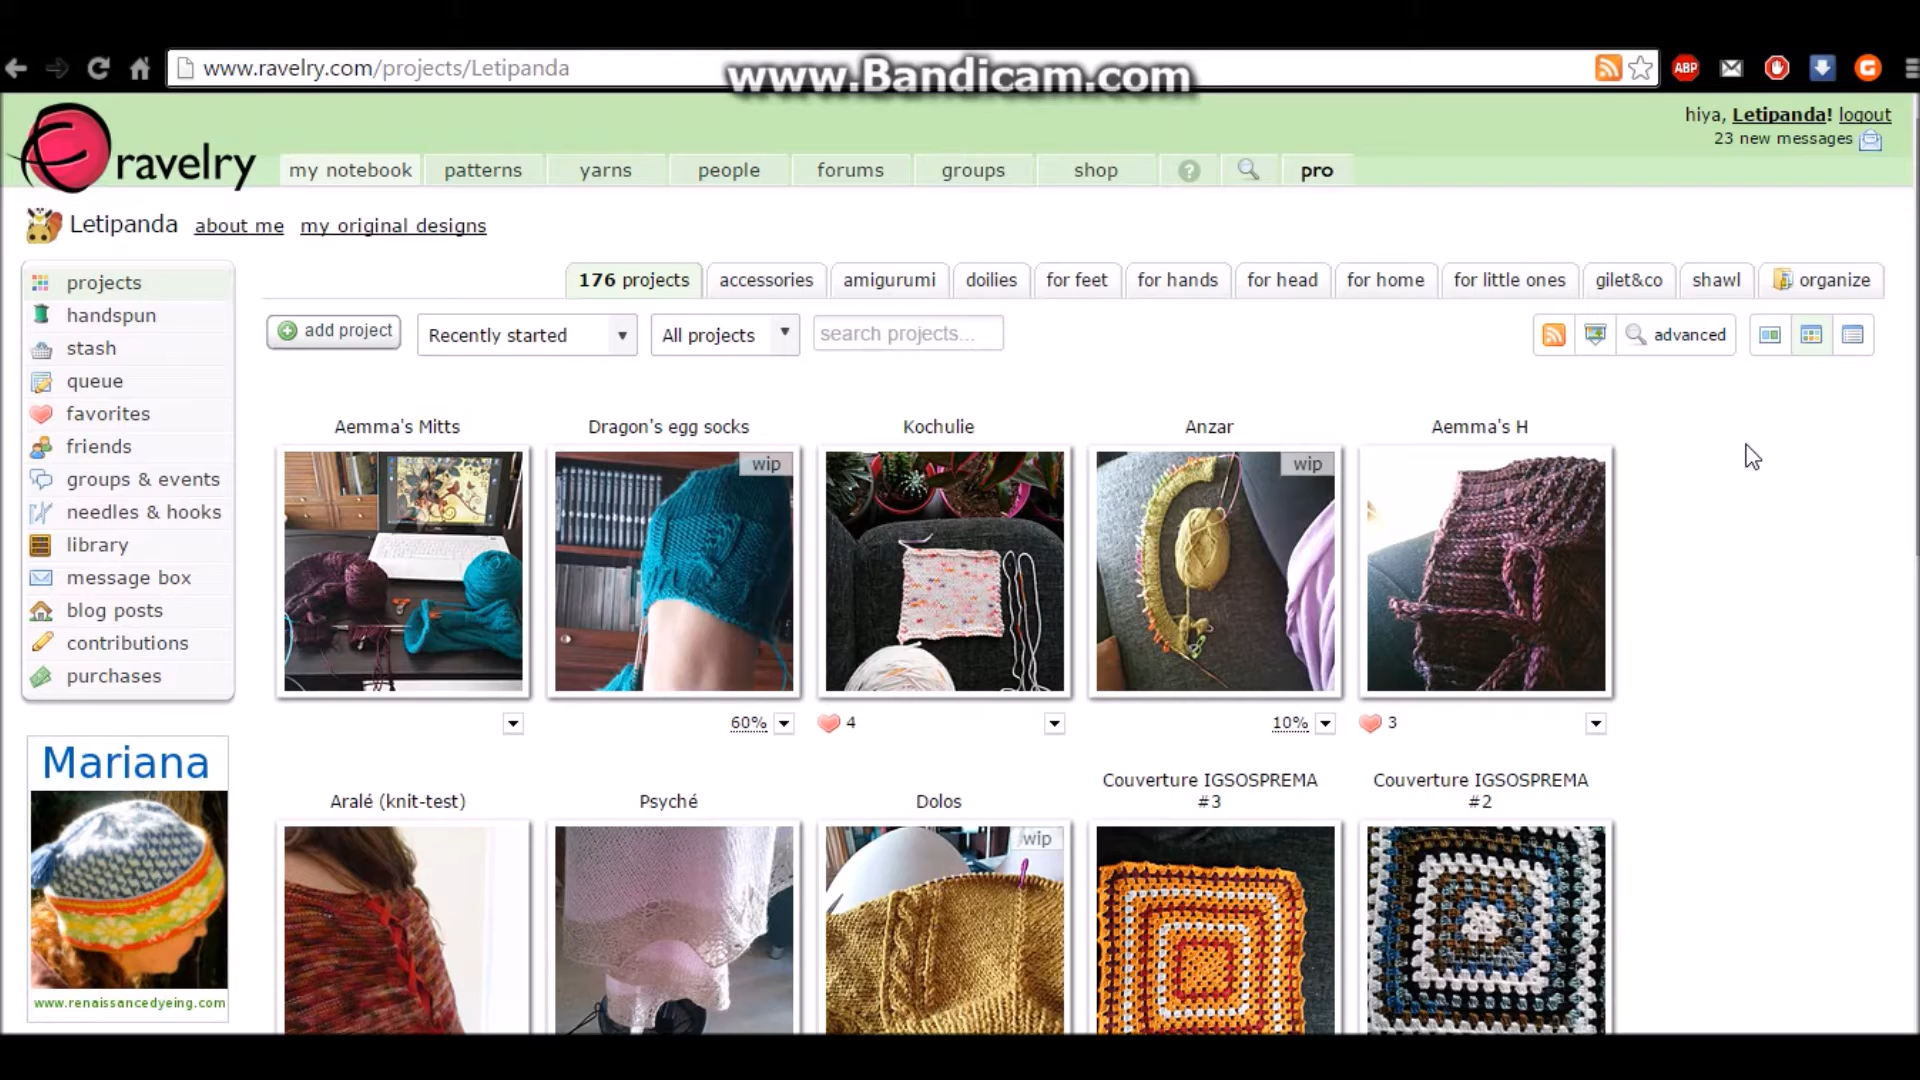 www.ravelry.com/projects/Letipanda
www.Bandicam.com
ABP
G
hiya, Letipanda! logout
23 new messages
ravelry
my notebook patterns yarns people forums groups shop ? pro
Letipanda about me my original designs
176 projects accessories amigurumi doilies for feet for hands for head for home for little ones gilet&co shawl organize
projects
handspun
stash
queue
favorites
friends
groups & events
needles & hooks
library
message box
blog posts
contributions
purchases
add project Recently started All projects search projects... advanced
Aemma's Mitts Dragon's egg socks Kochulie Anzar Aemma's H
wip wip
60% 4 10% 3
Aralé (knit-test) Psyché Dolos Couverture IGSOSPREMA #3 Couverture IGSOSPREMA #2
wip
Mariana
www.renaissancedyeing.com